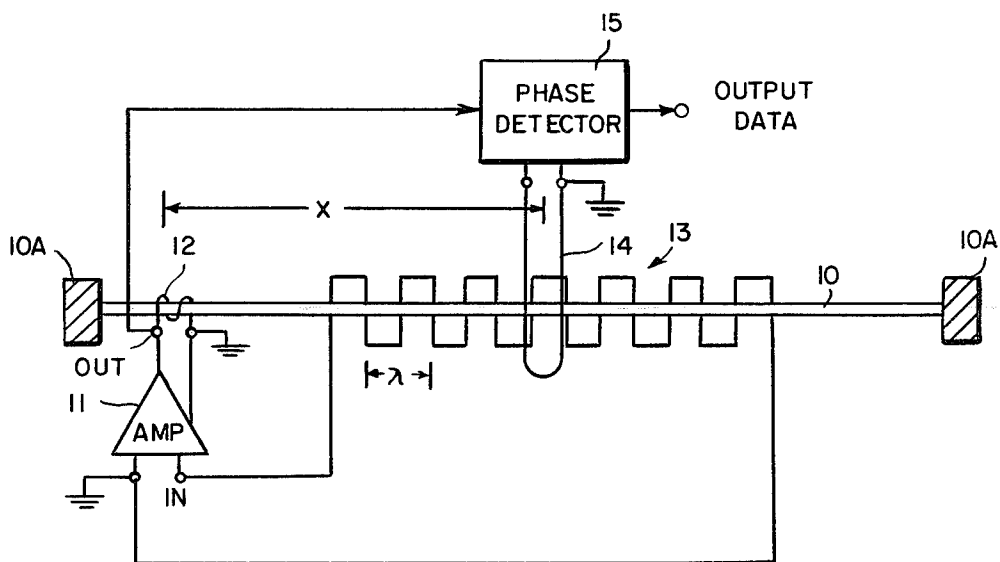 15
PHASE
DETECTOR
OUTPUT
DATA
X
14
13
10A
12
10A
10
OUT
λ
11
AMP
IN